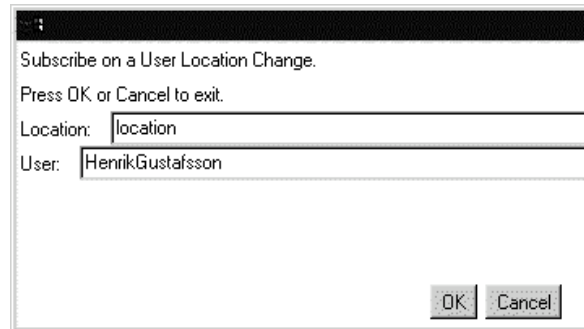 Subscribe on a User Location Change.
Press OK or Cancel to exit.
Location: location
User: HenrikGustafsson
OK Cancel